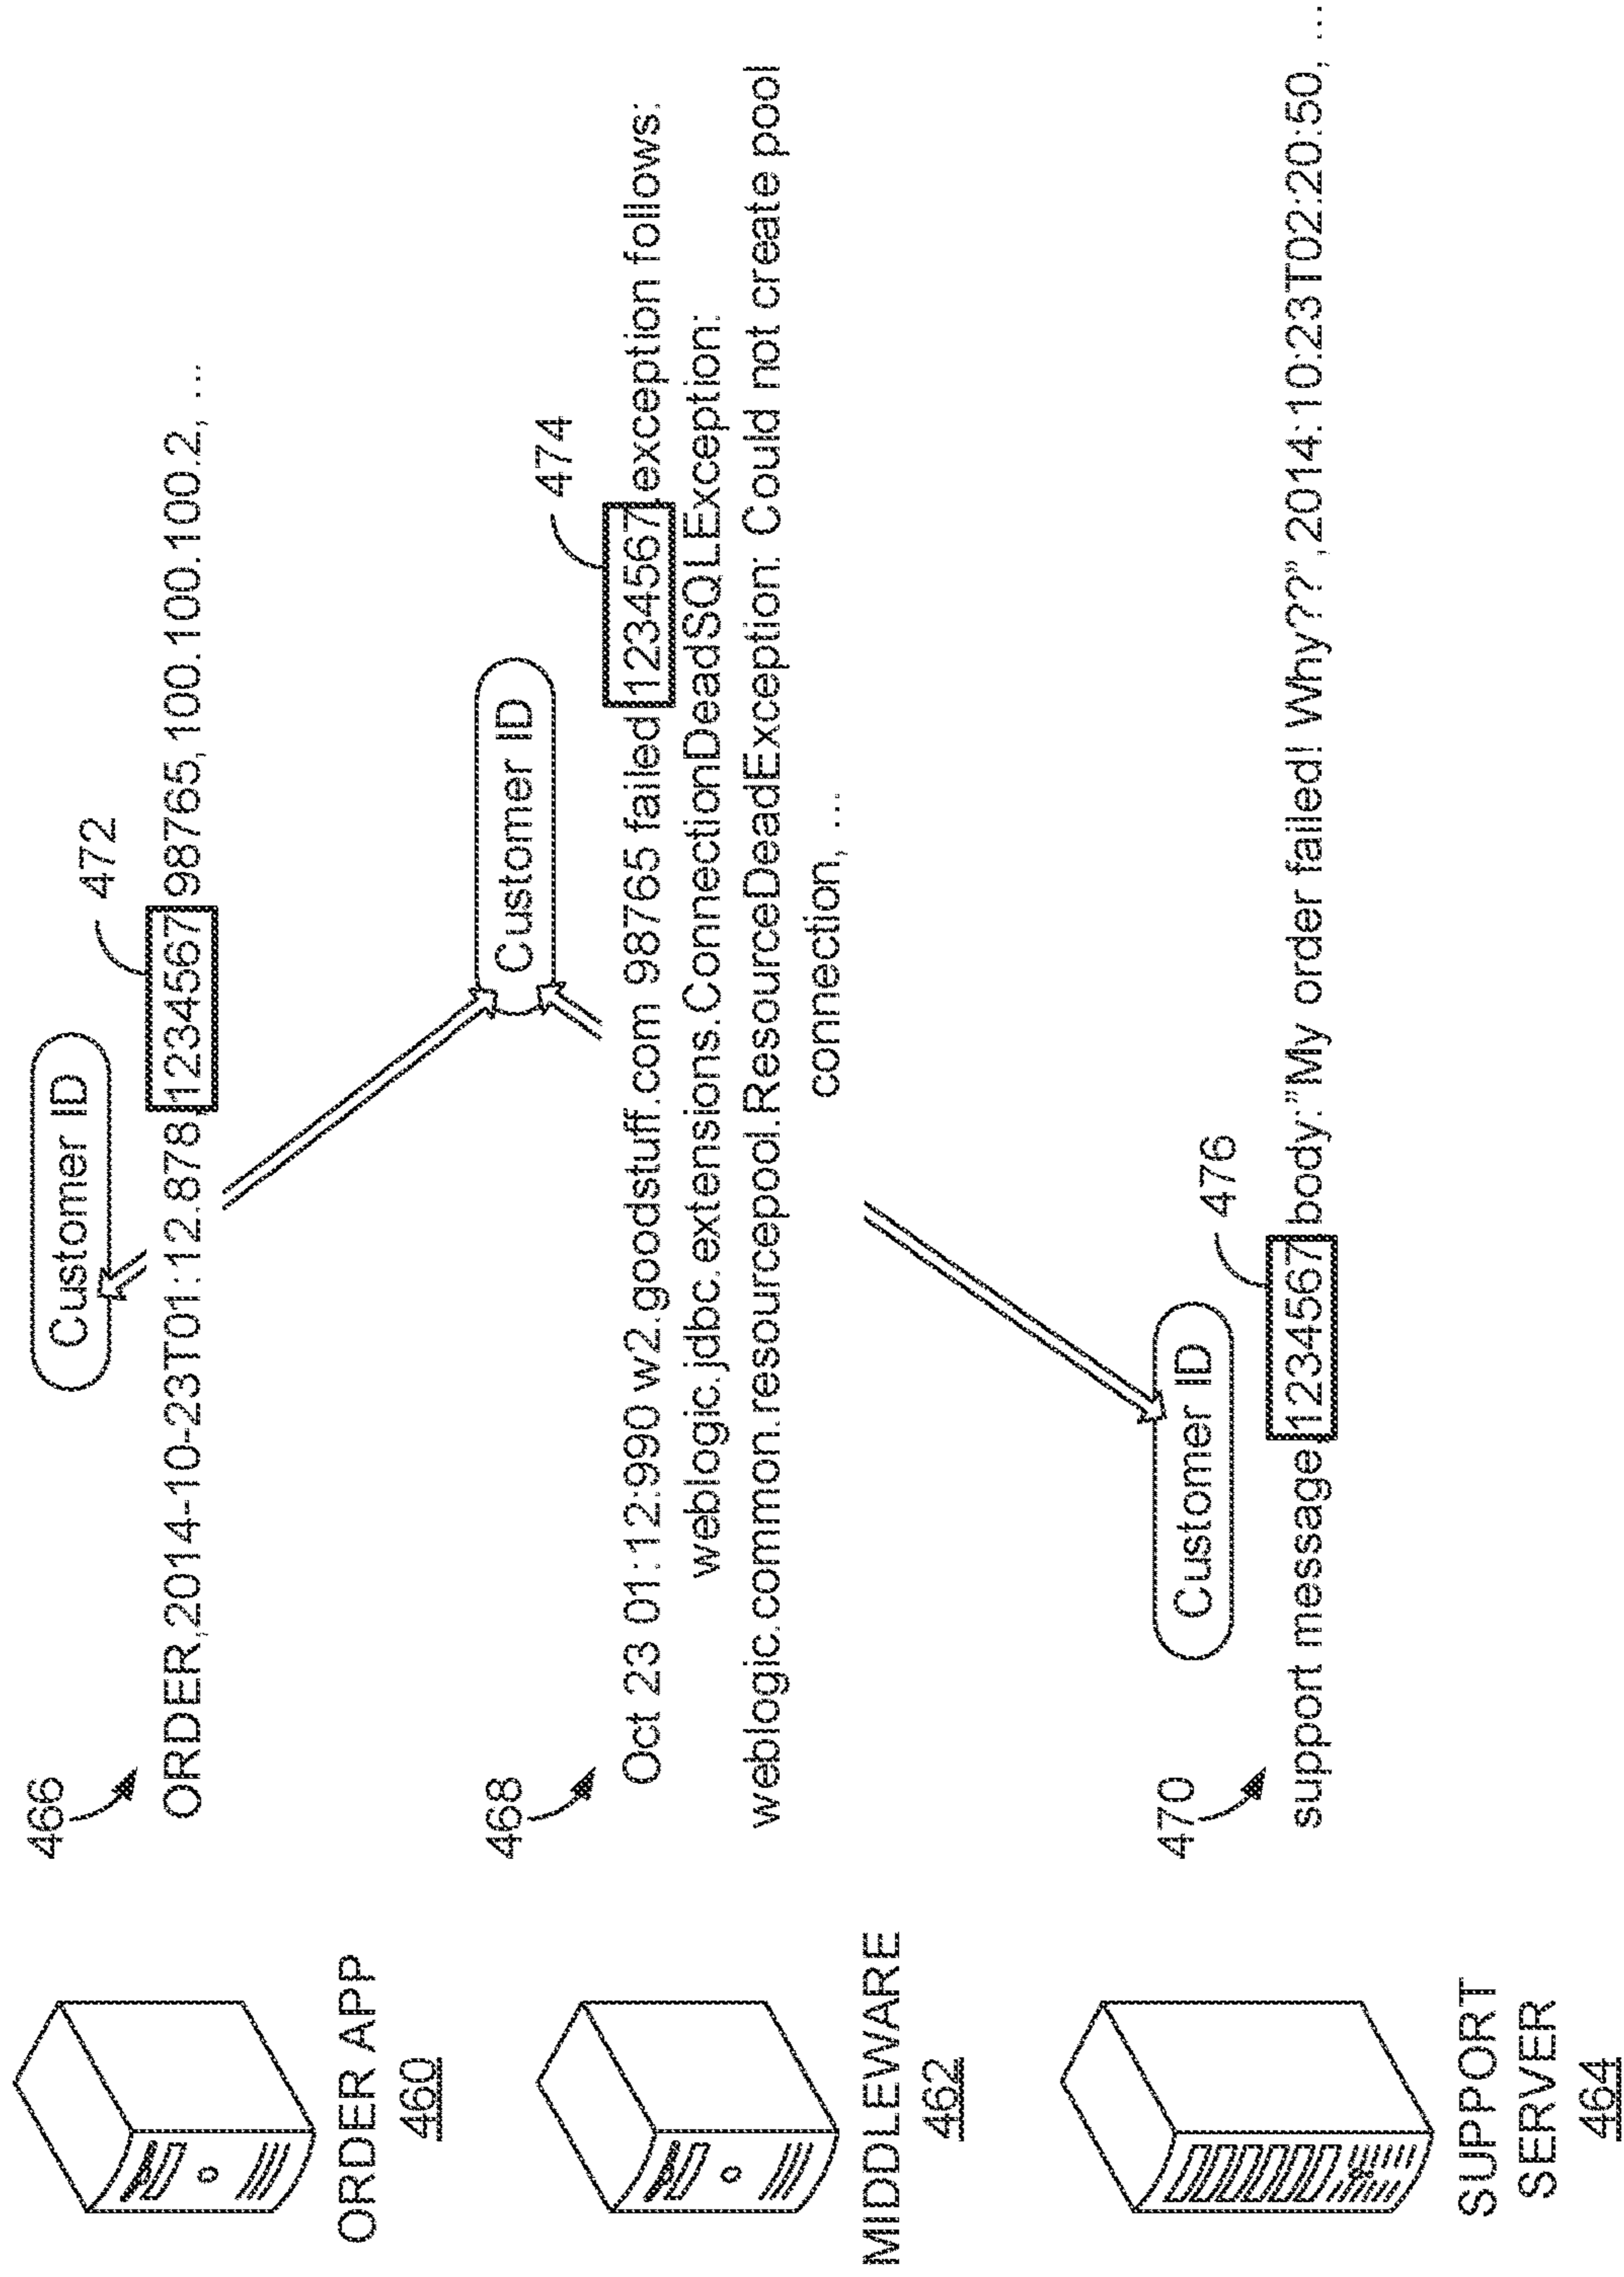 ORDER APP
460
466
Customer ID
472
ORDER,2014-10-23T01:12.878,1234567,98765,100.100.100.2, ...
MIDDLEWARE
462
468
Customer ID
474
Oct 23 01:12:990 w2.goodstuff.com 98765 failed 1234567 exception follows:
weblogic.jdbc.extensions.ConnectionDeadSQLException:
weblogic.common.resourcepool.ResourceDeadException: Could not create pool
connection, ...
SUPPORT
SERVER
464
470
Customer ID
476
support message,1234567,body:"My order failed! Why??",2014:10:23T02:20:50, ...